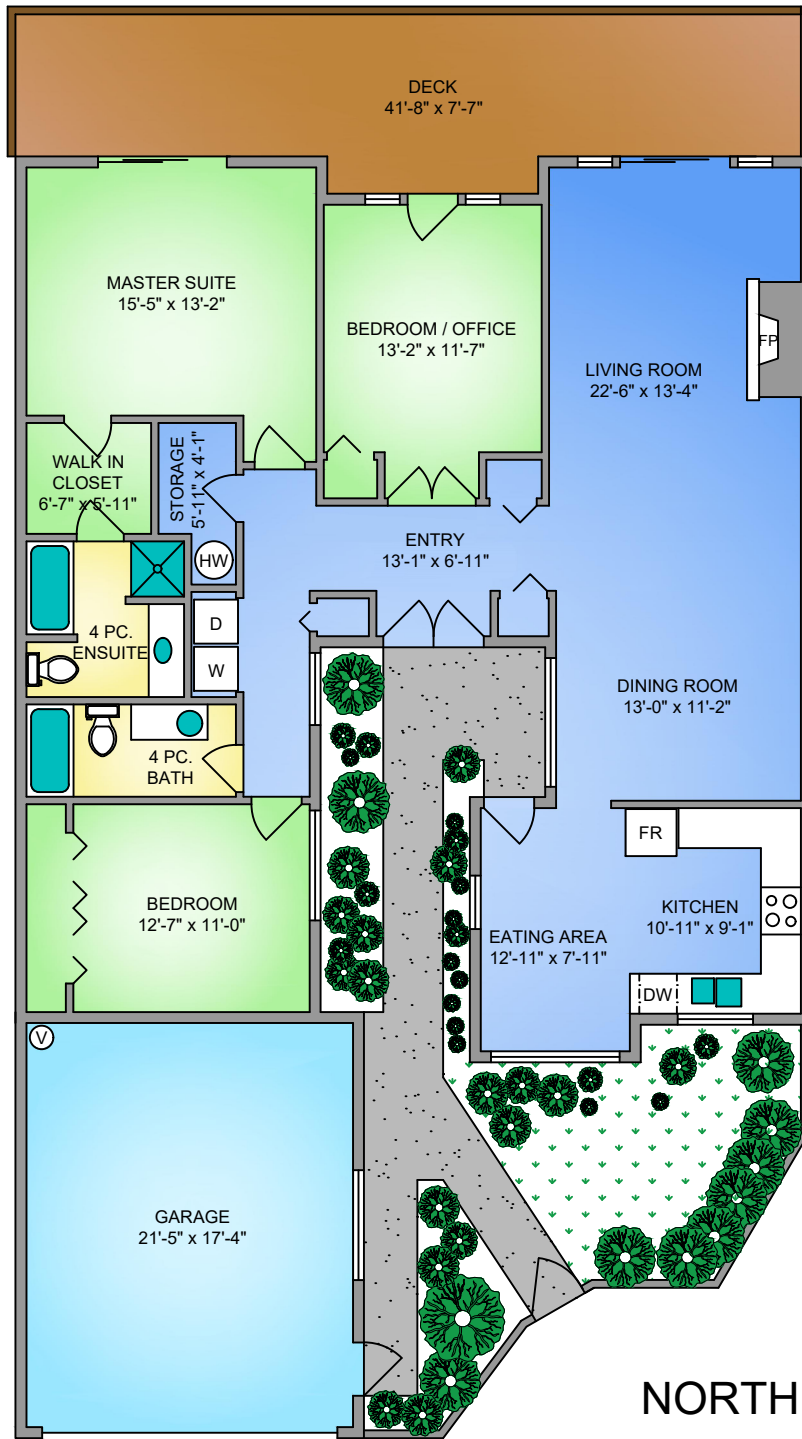 DECK
41'-8" x 7'-7"
MASTER SUITE
15'-5" x 13'-2"
BEDROOM / OFFICE
13'-2" x 11'-7"
LIVING ROOM
22'-6" x 13'-4"
FP
WALK IN
CLOSET
6'-7" x 5'-11"
STORAGE
5'-11" x 4'-1"
HW
ENTRY
13'-1" x 6'-11"
4 PC.
ENSUITE
D
W
DINING ROOM
13'-0" x 11'-2"
4 PC.
BATH
FR
BEDROOM
12'-7" x 11'-0"
KITCHEN
10'-11" x 9'-1"
EATING AREA
12'-11" x 7'-11"
DW
V
GARAGE
21'-5" x 17'-4"
NORTH